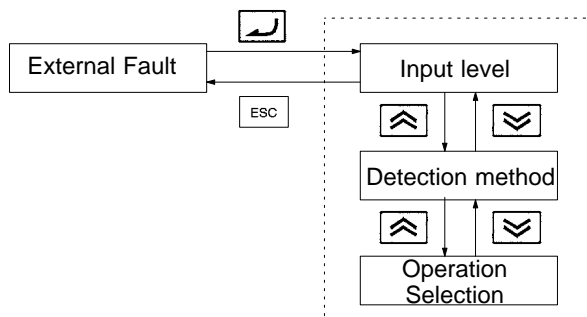 External Fault
Input level
ESC
Detection method
Operation
Selection